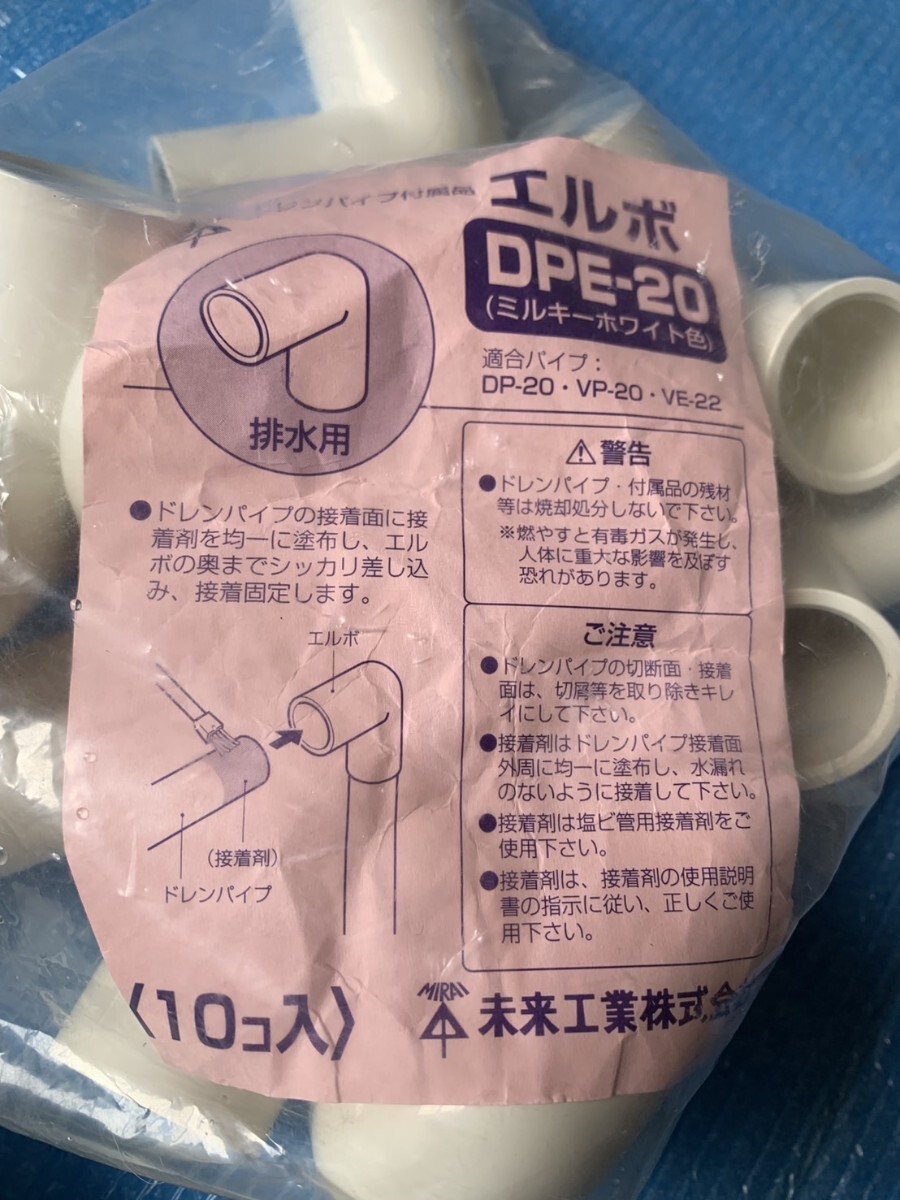 ドレンパイプ付属品
エルボ
DPE-20
(ミルキーホワイト色)
適合パイプ：
DP-20・VP-20・VE-22
排水用
●ドレンパイプの接着面に接
着剤を均一に塗布し、エル
ボの奥までシッカリ差し込
み、接着固定します。
エルボ
(接着剤)
ドレンパイプ
⚠警告
●ドレンパイプ・付属品の残材
等は焼却処分しないで下さい。
※燃やすと有毒ガスが発生し、
人体に重大な影響を及ぼす
恐れがあります。
ご注意
●ドレンパイプの切断面・接着
面は、切屑等を取り除きキレ
イにして下さい。
●接着剤はドレンパイプ接着面
外周に均一に塗布し、水漏れ
のないように接着して下さい。
●接着剤は塩ビ管用接着剤をご
使用下さい。
●接着剤は、接着剤の使用説明
書の指示に従い、正しくご使
用下さい。
〈10コ入〉
MIRAI
未来工業株式会